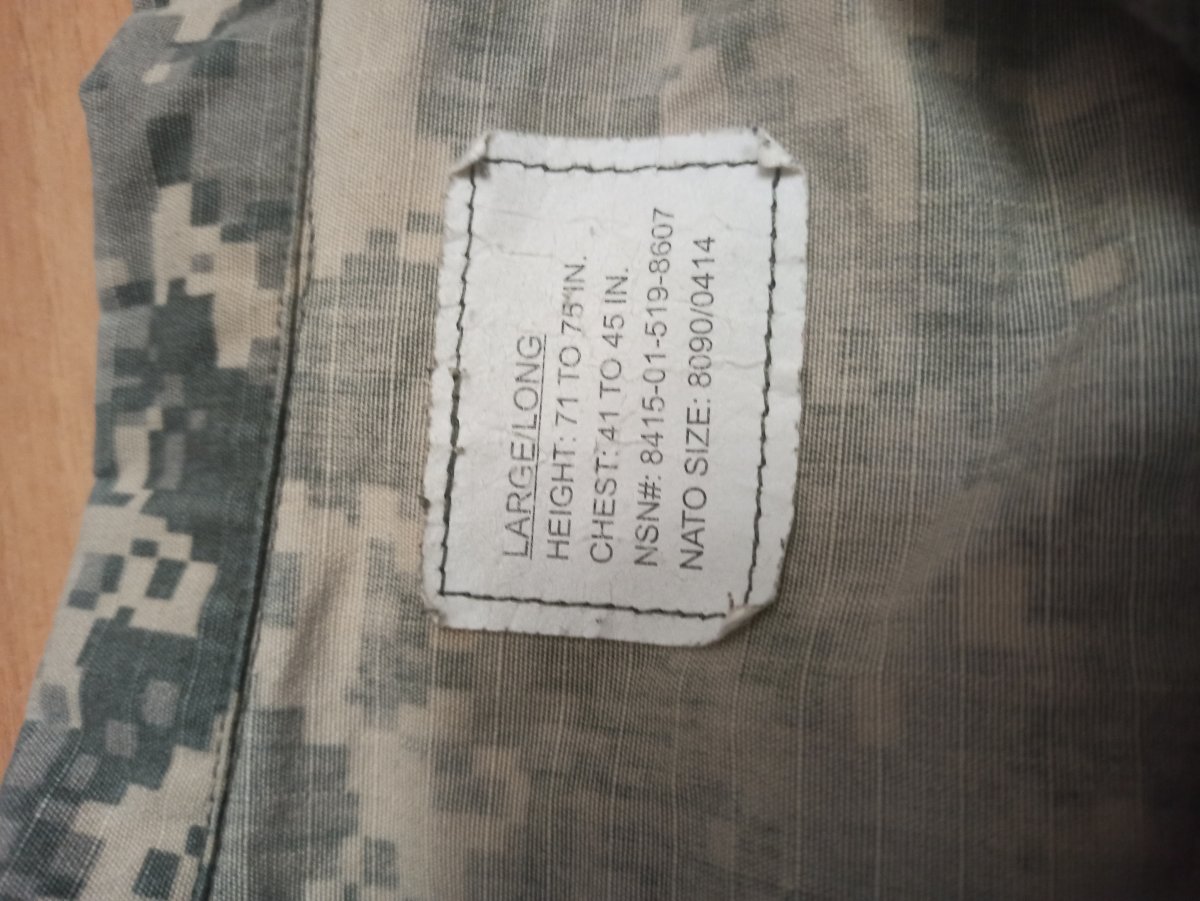 LARGE/LONG
HEIGHT: 71 TO 75 IN.
CHEST: 41 TO 45 IN.
NSN#: 8415-01-519-8607
NATO SIZE: 8090/0414